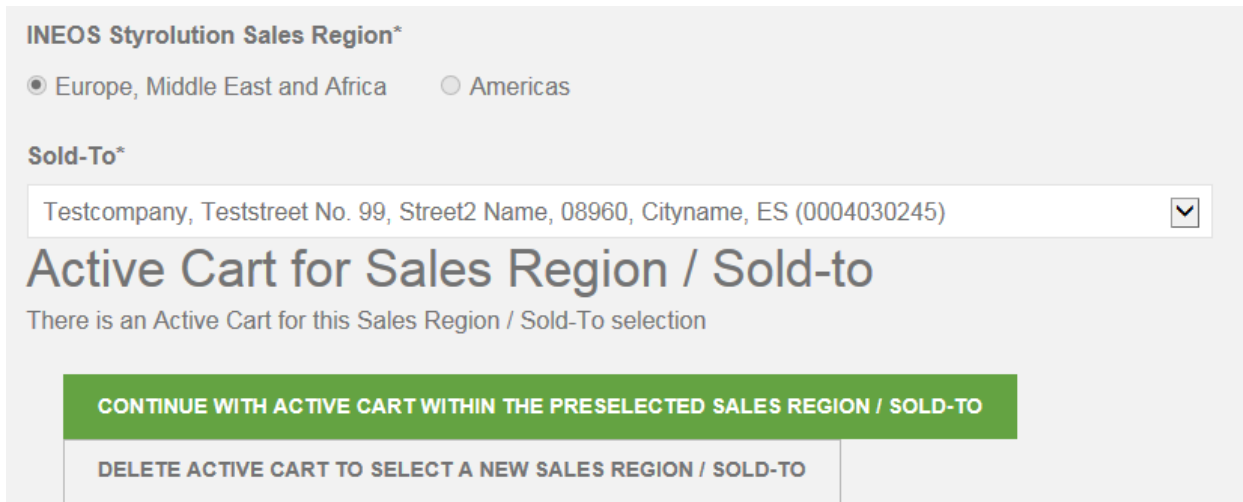 INEOS Styrolution Sales Region*
Europe, Middle East and Africa Americas
Sold-To*
Testcompany, Teststreet No. 99, Street2 Name, 08960, Cityname, ES (0004030245)
Active Cart for Sales Region / Sold-to
There is an Active Cart for this Sales Region / Sold-To selection
CONTINUE WITH ACTIVE CART WITHIN THE PRESELECTED SALES REGION / SOLD-TO
DELETE ACTIVE CART TO SELECT A NEW SALES REGION / SOLD-TO